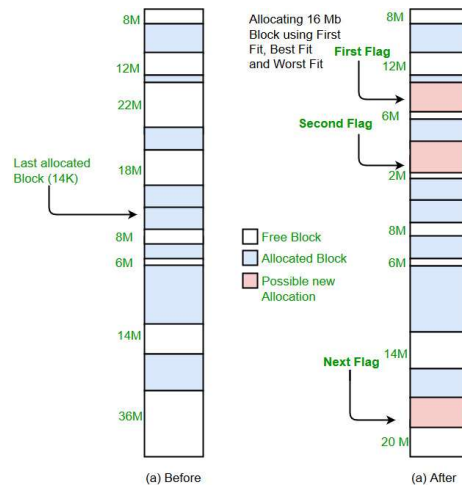 8M
12M
22M
18M
Last allocated
Block (14K)
8M
6M
14M
36M
(a) Before
Free Block
Allocated Block
Possible new
Allocation
Allocating 16 Mb
Block using First
Fit, Best Fit
and Worst Fit
8M
First Flag
12M
6M
Second Flag
2M
8M
6M
14M
Next Flag
20 M
(a) After